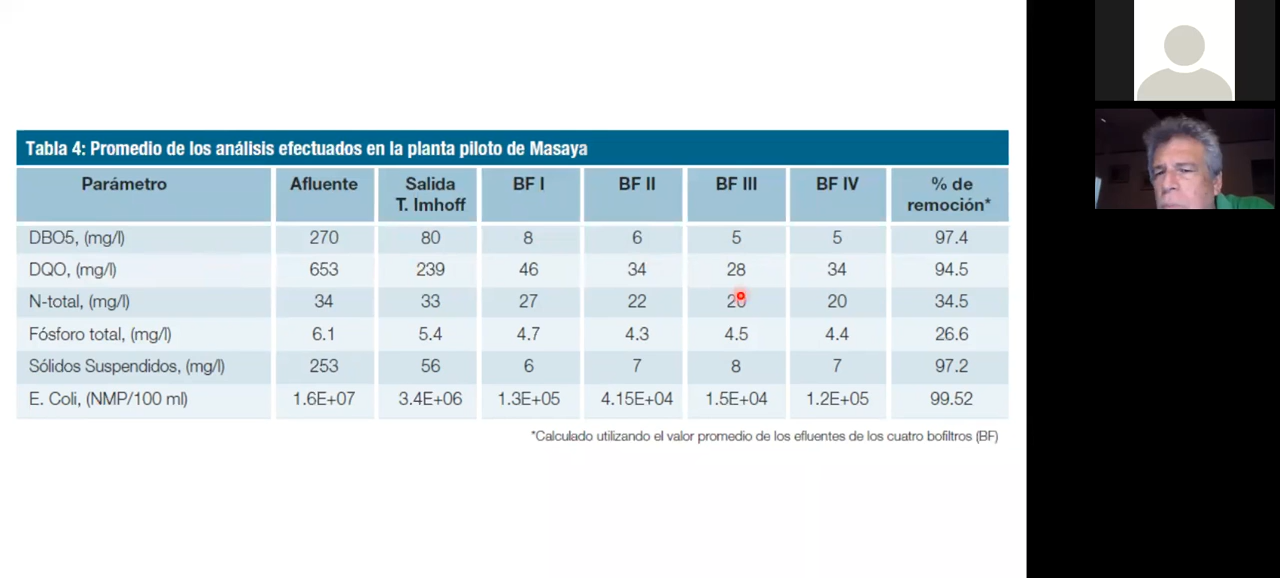 Tabla 4: Promedio de los análisis efectuados en la planta piloto de Masaya
Parámetro Afluente Salida T. Imhoff BF I BF II BF III BF IV % de remoción*
DBO5, (mg/l) 270 80 8 6 5 5 97.4
DQO, (mg/l) 653 239 46 34 28 34 94.5
N-total, (mg/l) 34 33 27 22 20 20 34.5
Fósforo total, (mg/l) 6.1 5.4 4.7 4.3 4.5 4.4 26.6
Sólidos Suspendidos, (mg/l) 253 56 6 7 8 7 97.2
E. Coli, (NMP/100 ml) 1.6E+07 3.4E+06 1.3E+05 4.15E+04 1.5E+04 1.2E+05 99.52
*Calculado utilizando el valor promedio de los efluentes de los cuatro bofiltros (BF)